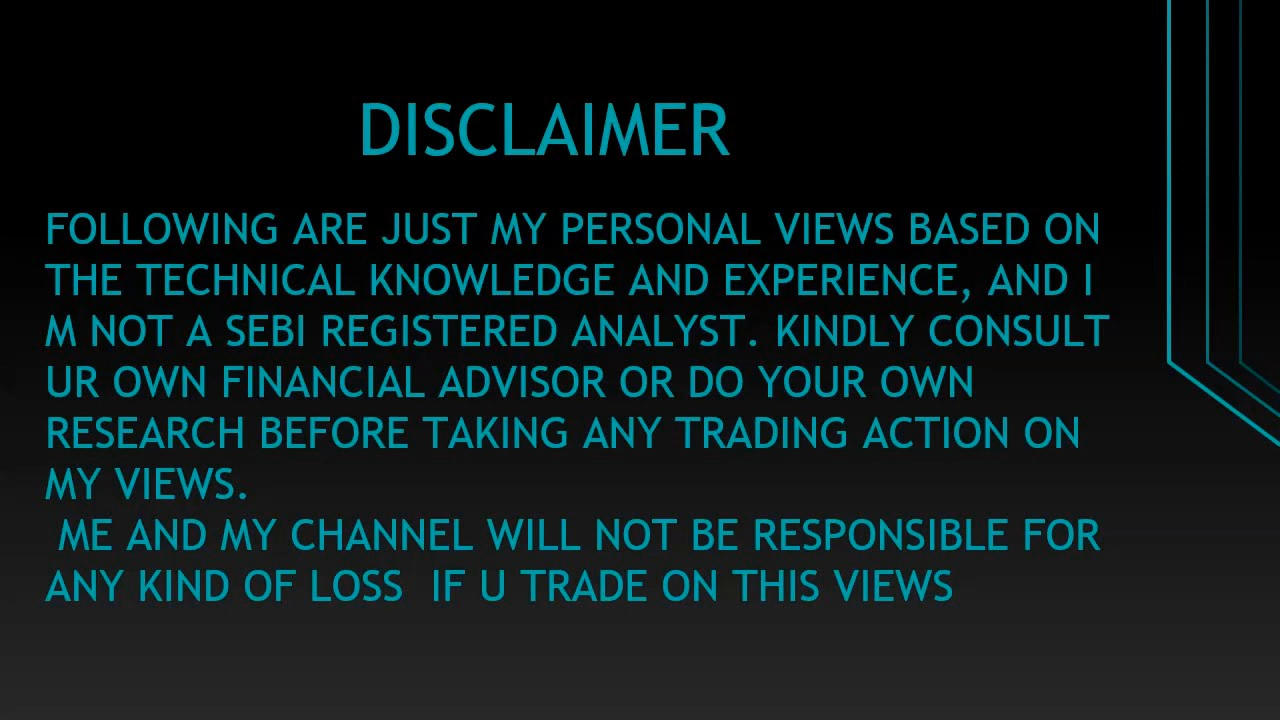 DISCLAIMER
FOLLOWING ARE JUST MY PERSONAL VIEWS BASED ON
THE TECHNICAL KNOWLEDGE AND EXPERIENCE, AND I
M NOT A SEBI REGISTERED ANALYST. KINDLY CONSULT
UR OWN FINANCIAL ADVISOR OR DO YOUR OWN
RESEARCH BEFORE TAKING ANY TRADING ACTION ON
MY VIEWS.
ME AND MY CHANNEL WILL NOT BE RESPONSIBLE FOR
ANY KIND OF LOSS  IF U TRADE ON THIS VIEWS